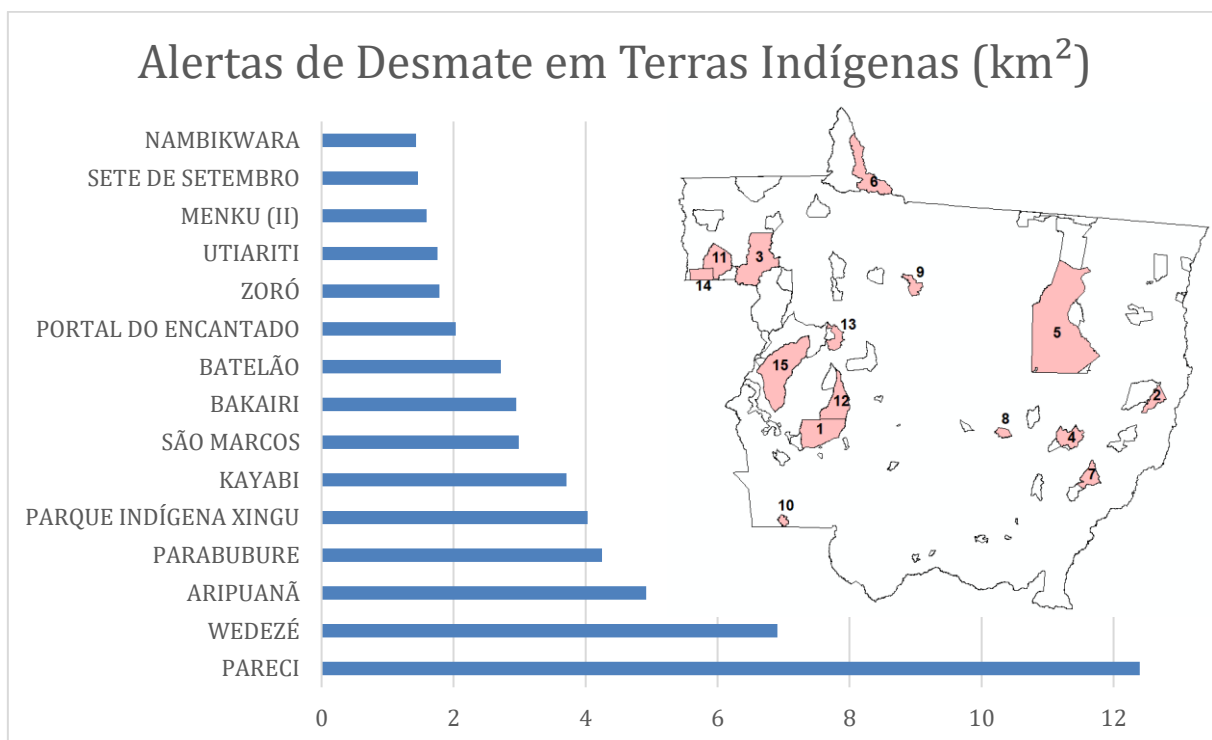 Alertas de Desmate em Terras Indígenas (km²)
NAMBIKWARA
SETE DE SETEMBRO
MENKU (II)
UTIARITI
ZORÓ
PORTAL DO ENCANTADO
BATELÃO
BAKAIRI
SÃO MARCOS
KAYABI
PARQUE INDÍGENA XINGU
PARABUBURE
ARIPUANÃ
WEDEZÉ
PARECI
0 2 4 6 8 10 12
6
11 3
14
9
5
13
15
12
1
2
8
4
7
10